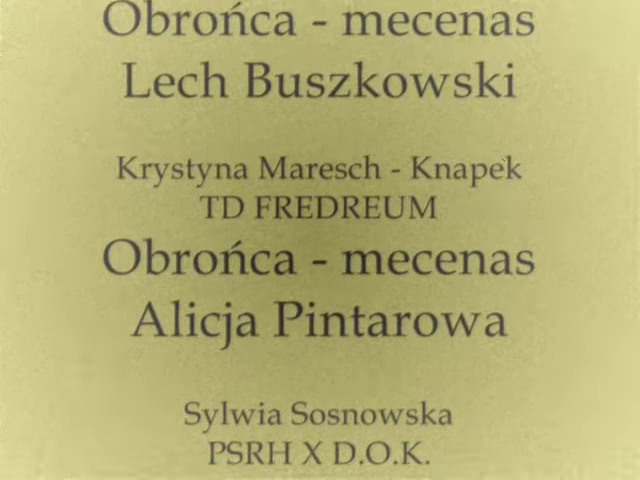 Obrońca - mecenas
Lech Buszkowski
Krystyna Maresch - Knapek
TD FREDREUM
Obrońca - mecenas
Alicja Pintarowa
Sylwia Sosnowska
PSRH X D.O.K.